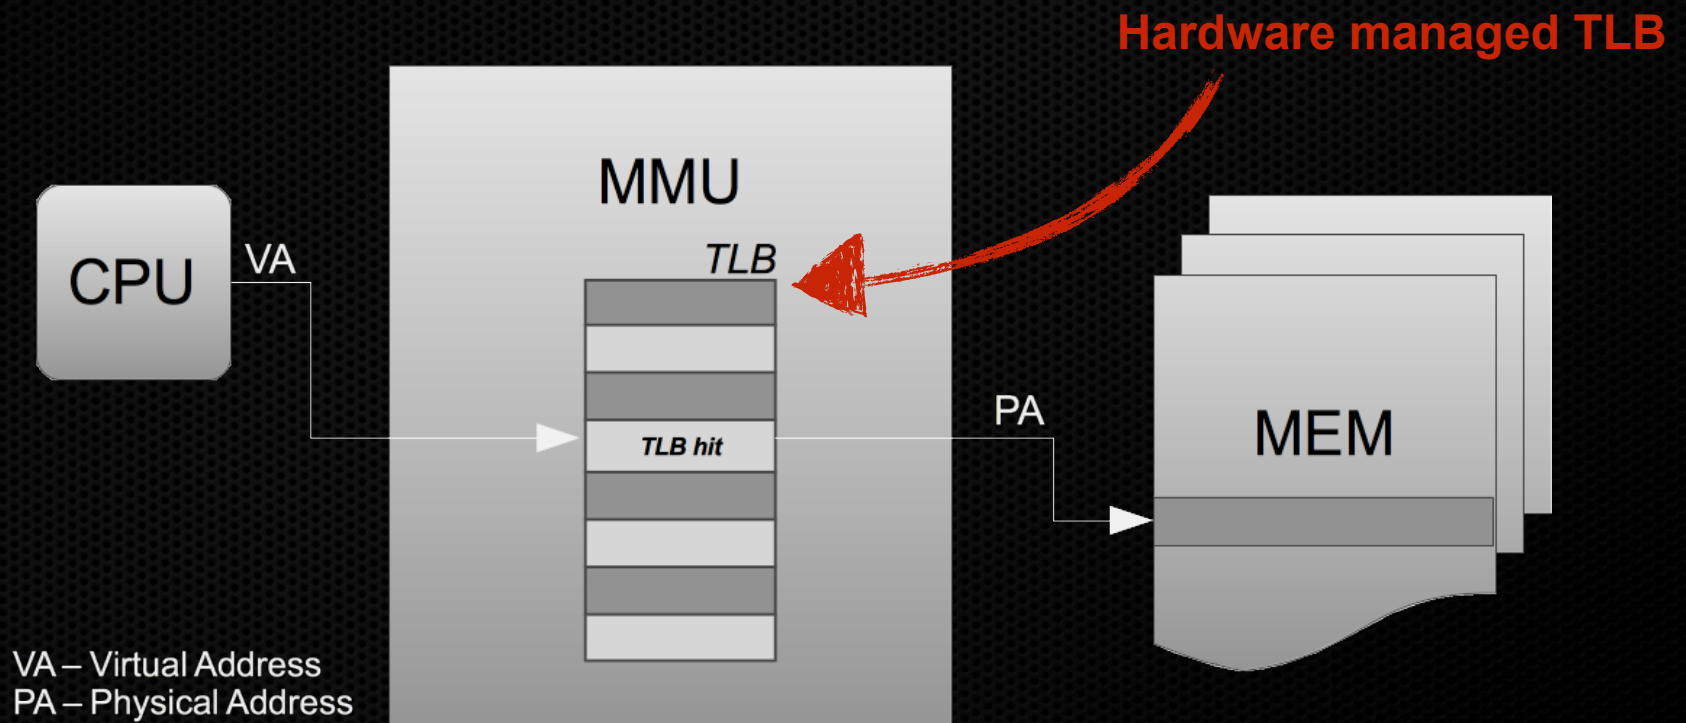 Hardware managed TLB
MMU
TLB
CPU
VA
TLB hit
PA
MEM
VA – Virtual Address
PA – Physical Address